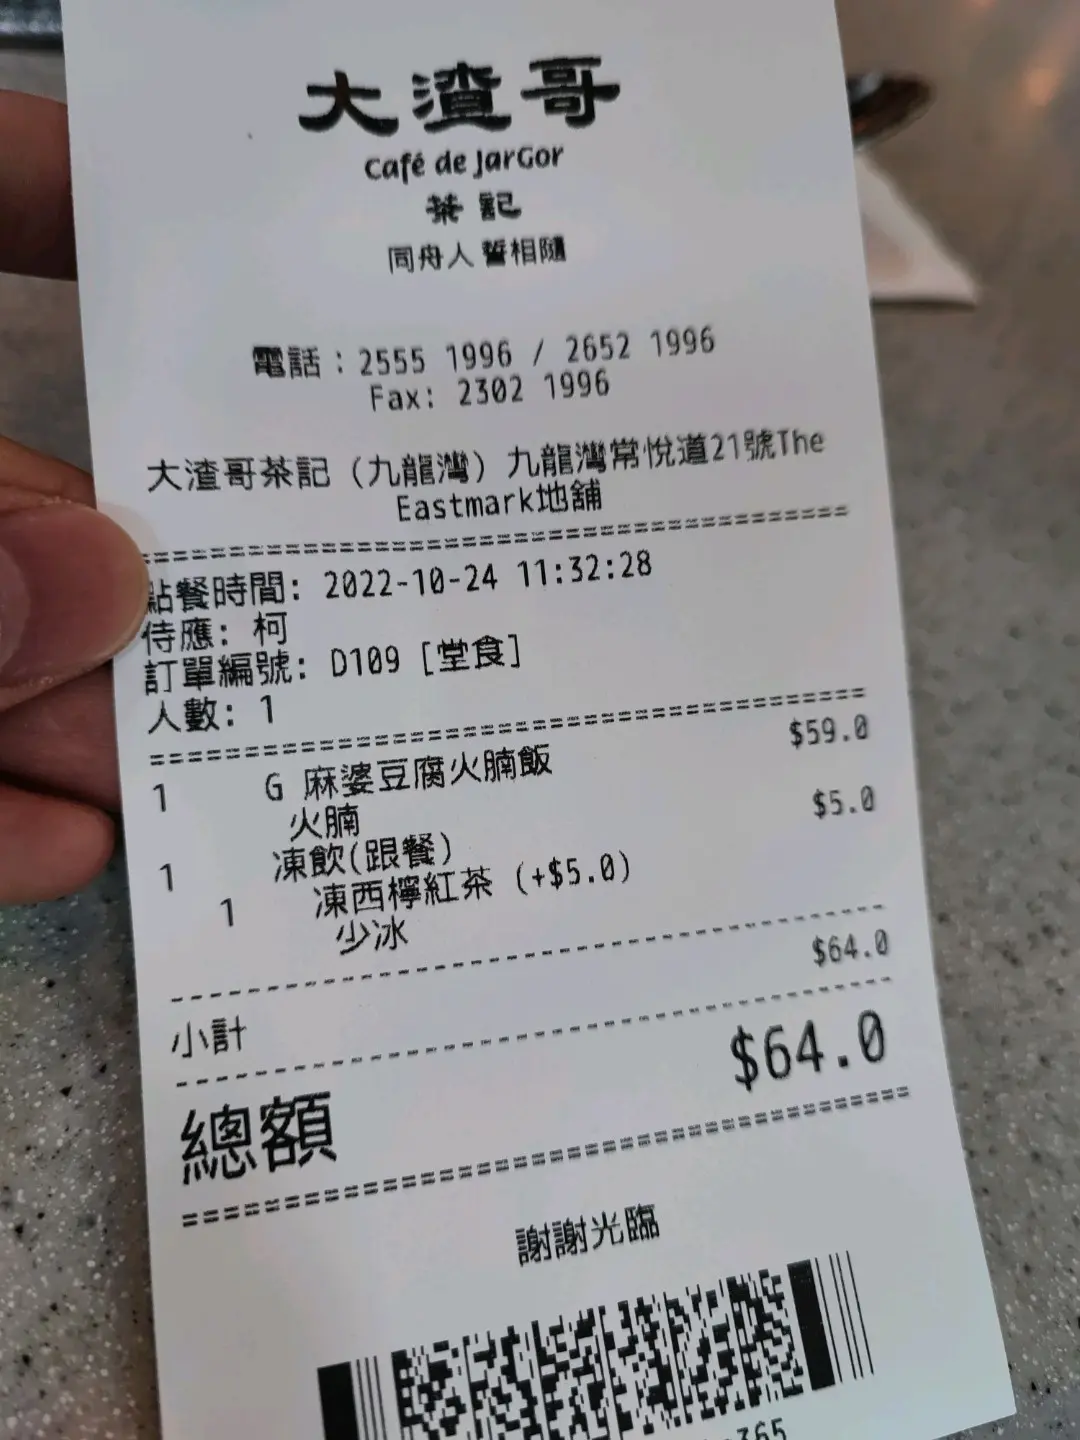 大渣哥
Café de JarGor
茶記
同舟人 誓相隨
電話：2555 1996 / 2652 1996
Fax: 2302 1996
大渣哥茶記（九龍灣）九龍灣常悅道21號The
Eastmark地舖
點餐時間: 2022-10-24 11:32:28
侍應: 柯
訂單編號: D109 [堂食]
人數: 1
1 G 麻婆豆腐火腩飯 $59.0
火腩
1 凍飲(跟餐) $5.0
1 凍西檸紅茶 (+$5.0)
少冰
小計 $64.0
總額 $64.0
謝謝光臨
365